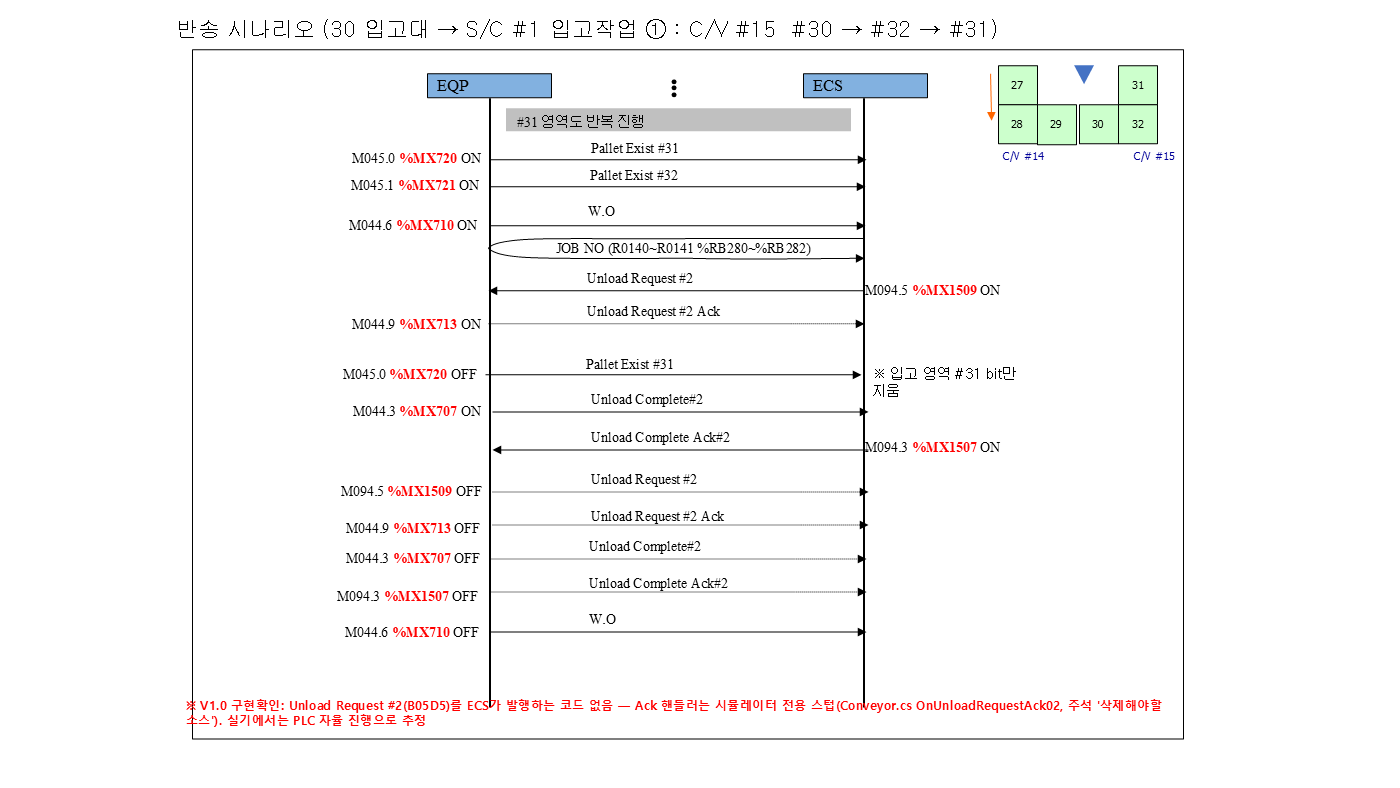 반송 시나리오 (30 입고대 → S/C #1 입고작업 ① : C/V #15  #30 → #32 → #31)
EQP
ECS
27
31
28
29
30
32
C/V #14
C/V #15
#31 영역도 반복 진행
Pallet Exist #31
M045.0 %MX720 ON
Pallet Exist #32
M045.1 %MX721 ON
W.O
M044.6 %MX710 ON
JOB NO (R0140~R0141 %RB280~%RB282)
Unload Request #2
M094.5 %MX1509 ON
Unload Request #2 Ack
M044.9 %MX713 ON
Pallet Exist #31
M045.0 %MX720 OFF
※ 입고 영역 #31 bit만
지움
Unload Complete#2
M044.3 %MX707 ON
Unload Complete Ack#2
M094.3 %MX1507 ON
Unload Request #2
M094.5 %MX1509 OFF
Unload Request #2 Ack
M044.9 %MX713 OFF
Unload Complete#2
M044.3 %MX707 OFF
Unload Complete Ack#2
M094.3 %MX1507 OFF
W.O
M044.6 %MX710 OFF
※ V1.0 구현확인: Unload Request #2(B05D5)를 ECS가 발행하는 코드 없음 — Ack 핸들러는 시뮬레이터 전용 스텁(Conveyor.cs OnUnloadRequestAck02, 주석 '삭제해야할
소스'). 실기에서는 PLC 자율 진행으로 추정